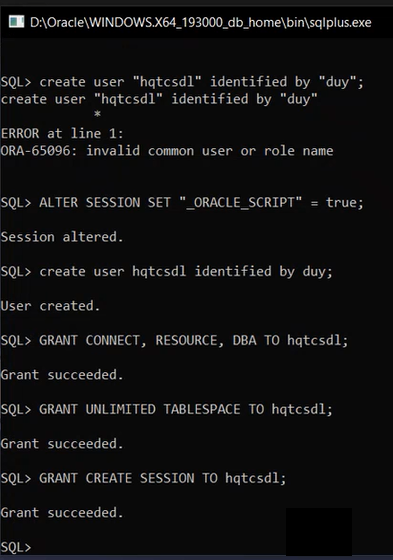 D:\Oracle\WINDOWS.X64_193000_db_home\bin\sqlplus.exe
SQL> create user "hqtcsdl" identified by "duy";
create user "hqtcsdl" identified by "duy"
*
ERROR at line 1:
ORA-65096: invalid common user or role name
SQL> ALTER SESSION SET "_ORACLE_SCRIPT" = true;
Session altered.
SQL> create user hqtcsdl identified by duy;
User created.
SQL> GRANT CONNECT, RESOURCE, DBA TO hqtcsdl;
Grant succeeded.
SQL> GRANT UNLIMITED TABLESPACE TO hqtcsdl;
Grant succeeded.
SQL> GRANT CREATE SESSION TO hqtcsdl;
Grant succeeded.
SQL>